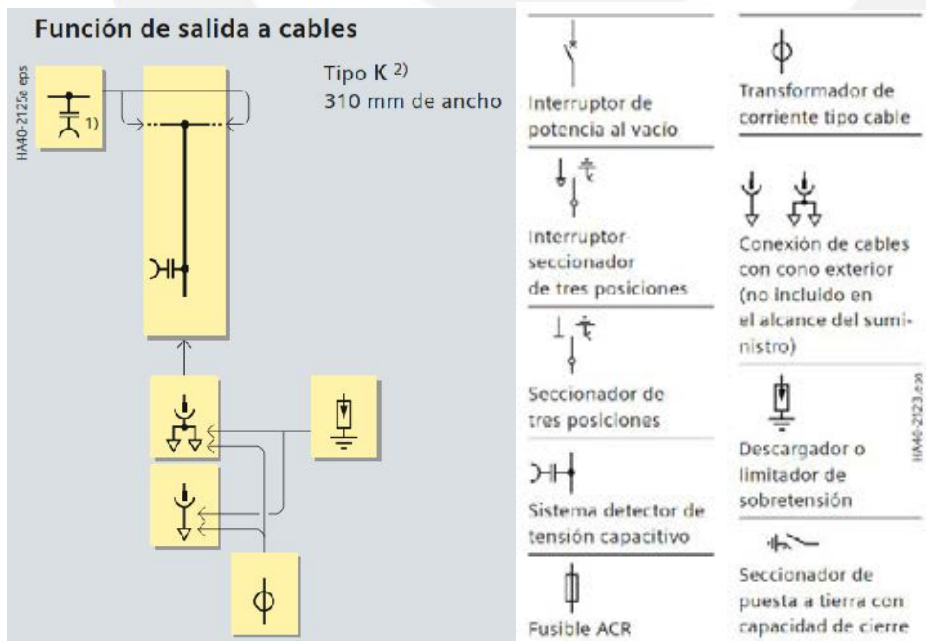 Función de salida a cables
HA40-2125a eps
1)
Tipo K 2)
310 mm de ancho
Interruptor de
potencia al vacío
Interruptor-
seccionador
de tres posiciones
Seccionador de
tres posiciones
Sistema detector de
tensión capacitivo
Fusible ACR
Transformador de
corriente tipo cable
Conexión de cables
con cono exterior
(no incluido en
el alcance del sumi-
nistro)
HA40-2123.eps
Descargador o
limitador de
sobretensión
Seccionador de
puesta a tierra con
capacidad de cierre